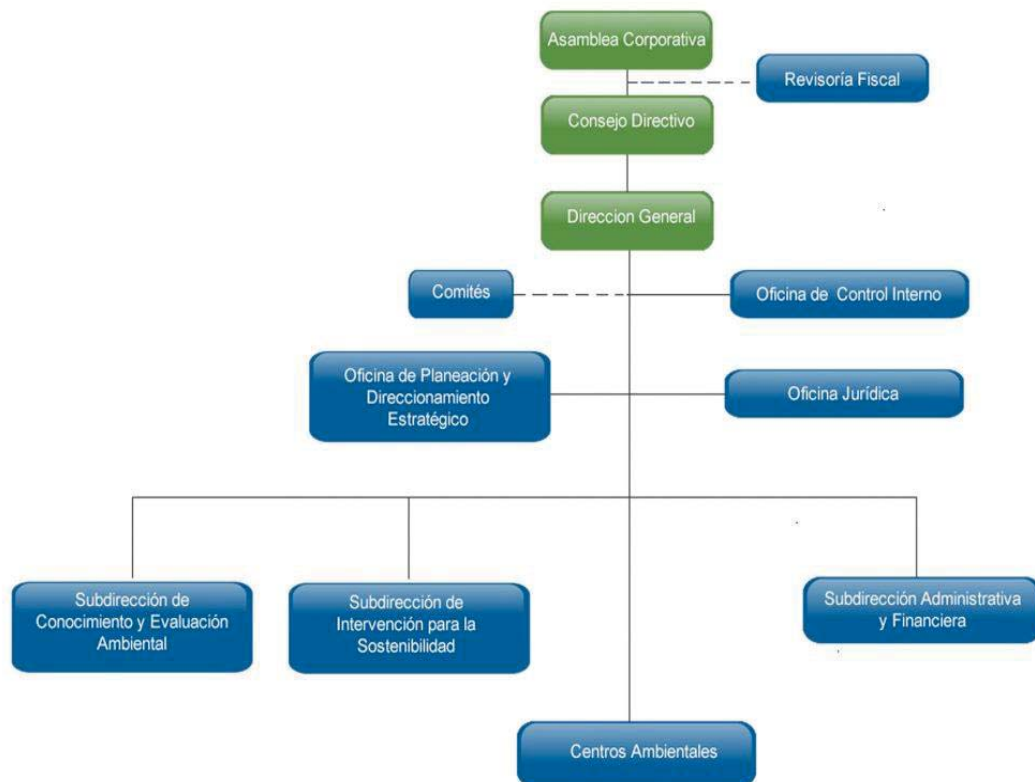 Asamblea Corporativa
Revisoría Fiscal
Consejo Directivo
Direccion General
Comités
Oficina de Control Interno
Oficina de Planeación y
Direccionamiento
Estratégico
Oficina Jurídica
Subdirección de
Conocimiento y Evaluación
Ambiental
Subdirección de
Intervención para la
Sostenibilidad
Subdirección Administrativa
y Financiera
Centros Ambientales